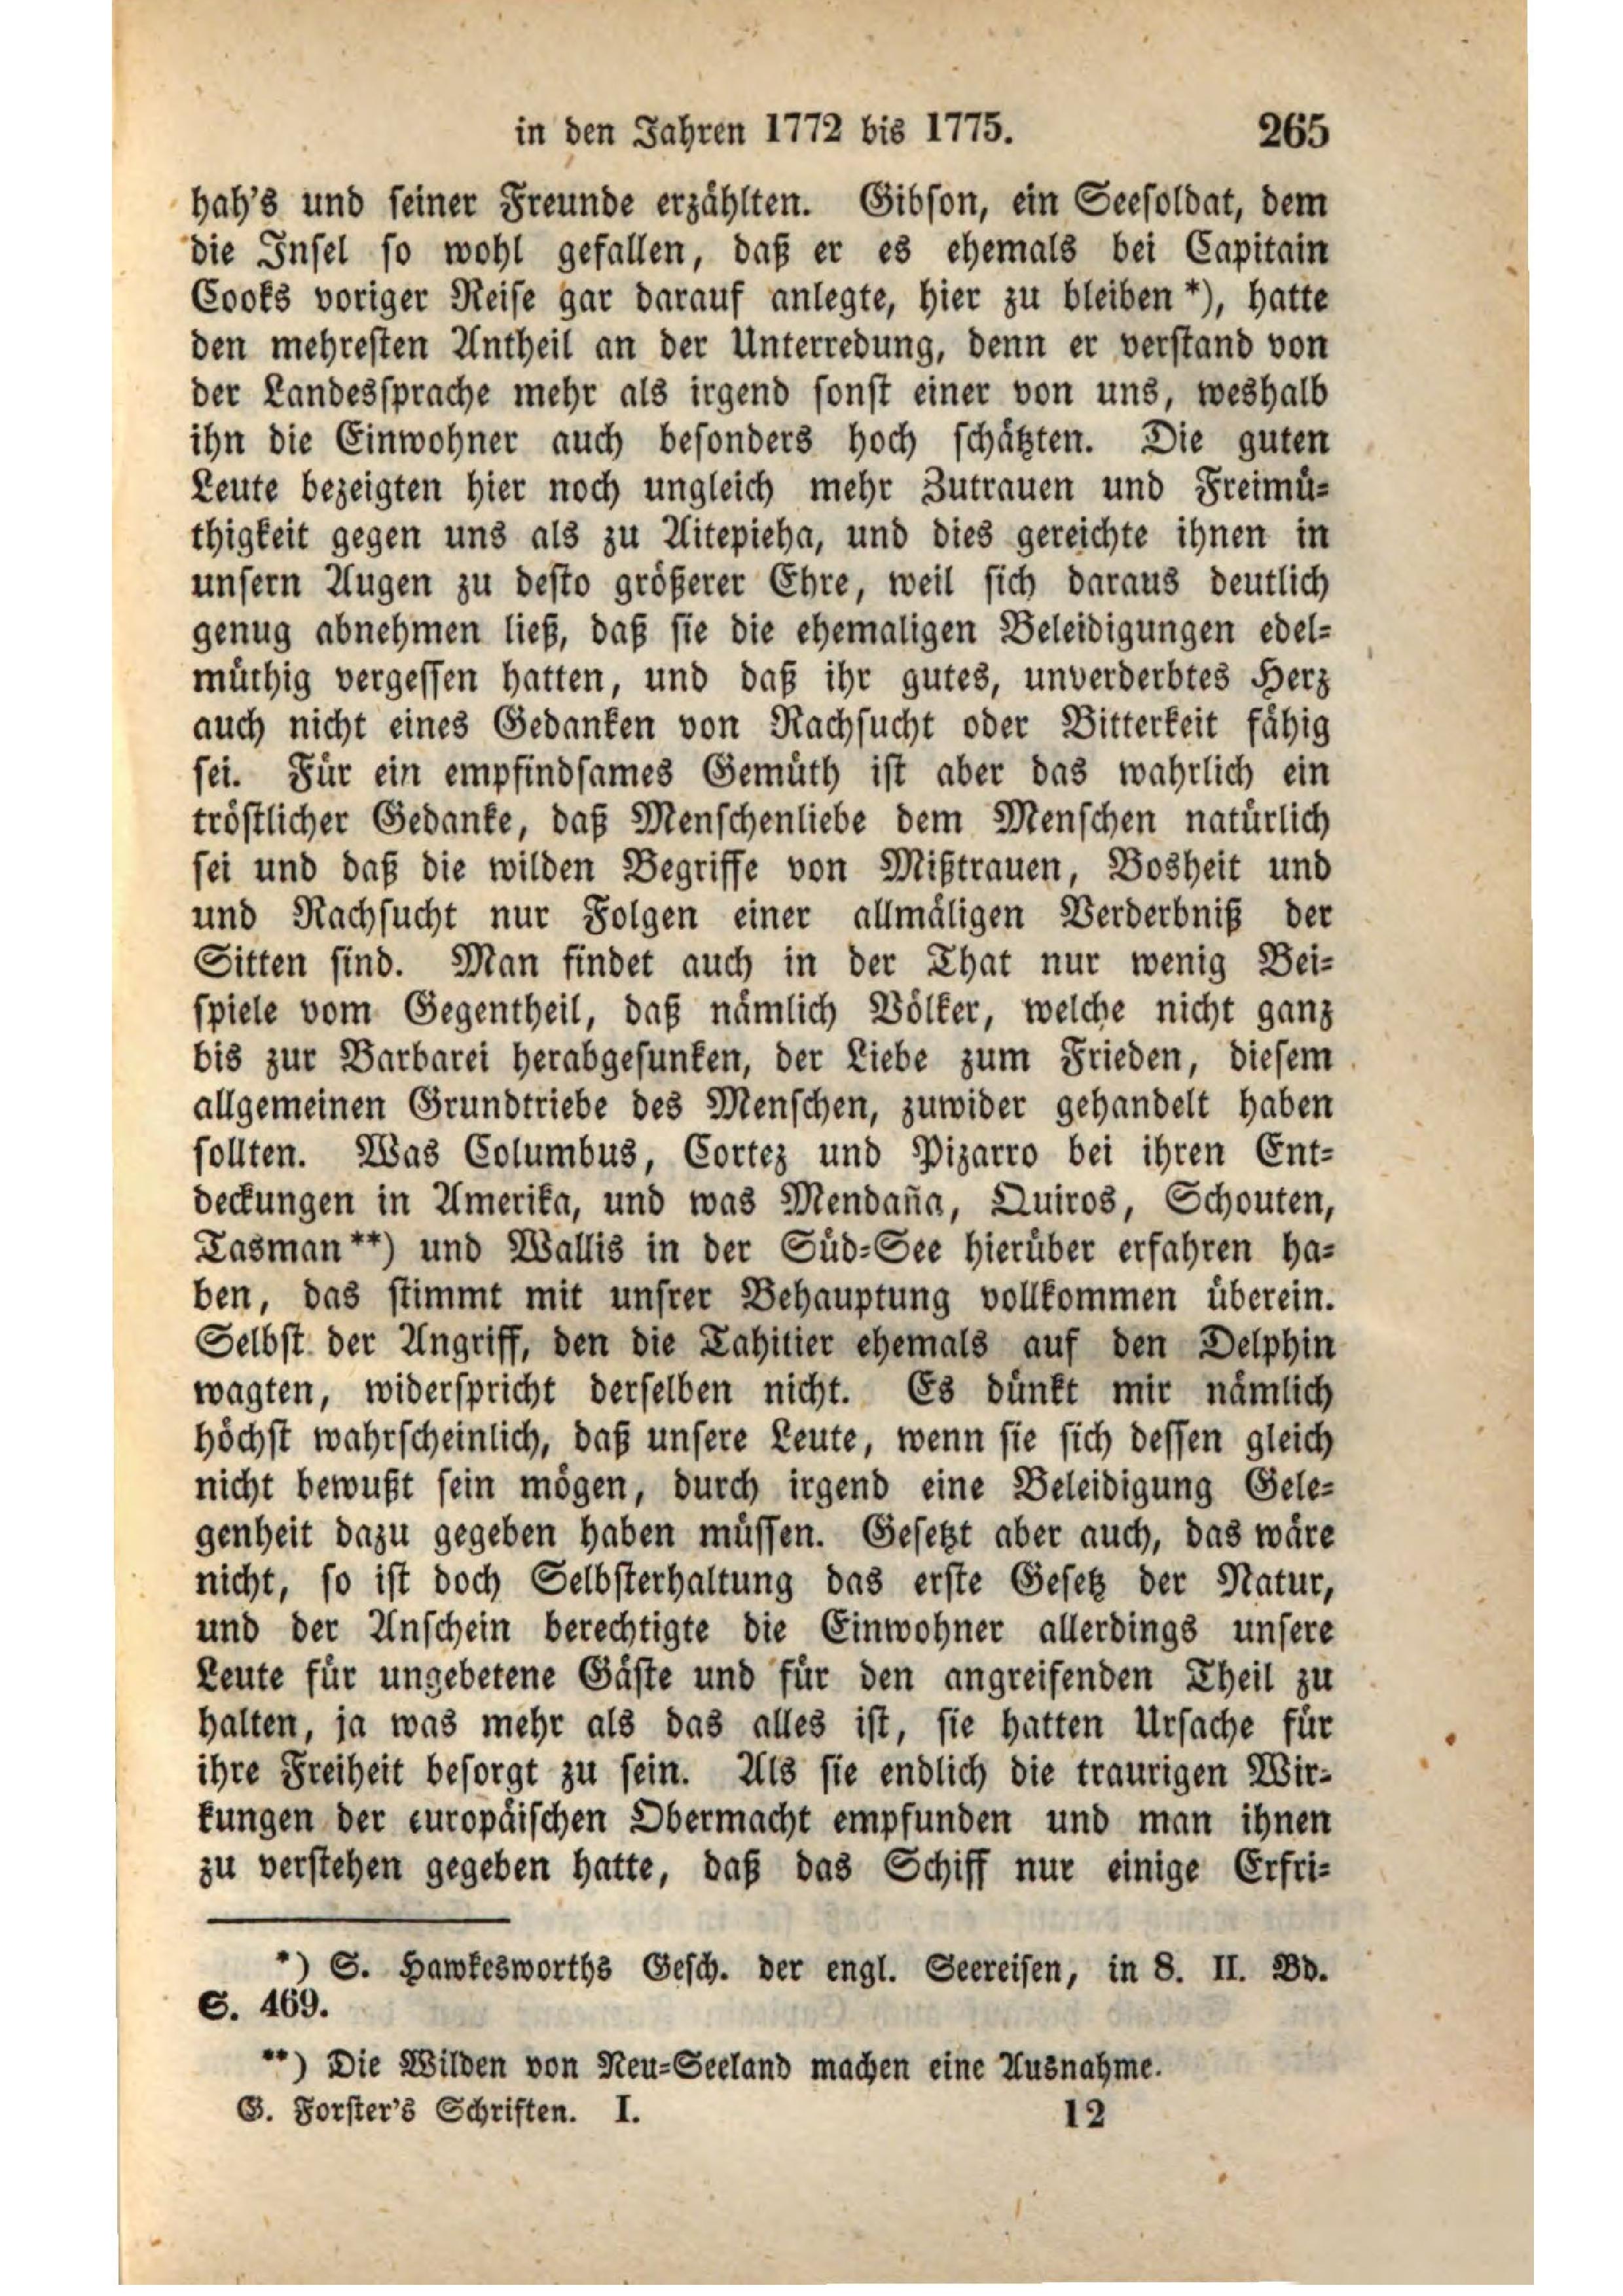 in den Jahren 1772 bis 1775. 265
hah's und seiner Freunde erzählten. Gibson, ein Seesoldat, dem
die Insel so wohl gefallen, daß er es ehemals bei Capitain
Cooks voriger Reise gar darauf anlegte, hier zu bleiben *), hatte
den mehresten Antheil an der Unterredung, denn er verstand von
der Landessprache mehr als irgend sonst einer von uns, weshalb
ihn die Einwohner auch besonders hoch schätzten. Die guten
Leute bezeigten hier noch ungleich mehr Zutrauen und Freimü-
thigkeit gegen uns als zu Aitepieha, und dies gereichte ihnen in
unsern Augen zu desto größerer Ehre, weil sich daraus deutlich
genug abnehmen ließ, daß sie die ehemaligen Beleidigungen edel-
müthig vergessen hatten, und daß ihr gutes, unverderbtes Herz
auch nicht eines Gedanken von Rachsucht oder Bitterkeit fähig
sei. Für ein empfindsames Gemüth ist aber das wahrlich ein
tröstlicher Gedanke, daß Menschenliebe dem Menschen natürlich
sei und daß die wilden Begriffe von Mißtrauen, Bosheit und
und Rachsucht nur Folgen einer allmäligen Verderbniß der
Sitten sind. Man findet auch in der That nur wenig Bei-
spiele vom Gegentheil, daß nämlich Völker, welche nicht ganz
bis zur Barbarei herabgesunken, der Liebe zum Frieden, diesem
allgemeinen Grundtriebe des Menschen, zuwider gehandelt haben
sollten. Was Columbus, Cortez und Pizarro bei ihren Ent-
deckungen in Amerika, und was Mendaña, Quiros, Schouten,
Tasman **) und Wallis in der Süd-See hierüber erfahren ha-
ben, das stimmt mit unsrer Behauptung vollkommen überein.
Selbst der Angriff, den die Tahitier ehemals auf den Delphin
wagten, widerspricht derselben nicht. Es dünkt mir nämlich
höchst wahrscheinlich, daß unsere Leute, wenn sie sich dessen gleich
nicht bewußt sein mögen, durch irgend eine Beleidigung Gele-
genheit dazu gegeben haben müssen. Gesetzt aber auch, das wäre
nicht, so ist doch Selbsterhaltung das erste Gesetz der Natur,
und der Anschein berechtigte die Einwohner allerdings unsere
Leute für ungebetene Gäste und für den angreifenden Theil zu
halten, ja was mehr als das alles ist, sie hatten Ursache für
ihre Freiheit besorgt zu sein. Als sie endlich die traurigen Wir-
kungen der europäischen Obermacht empfunden und man ihnen
zu verstehen gegeben hatte, daß das Schiff nur einige Erfri-
*) S. Hawkesworths Gesch. der engl. Seereisen, in 8. II. Bd.
S. 469.
**) Die Wilden von Neu-Seeland machen eine Ausnahme.
G. Forster's Schriften. I. 12